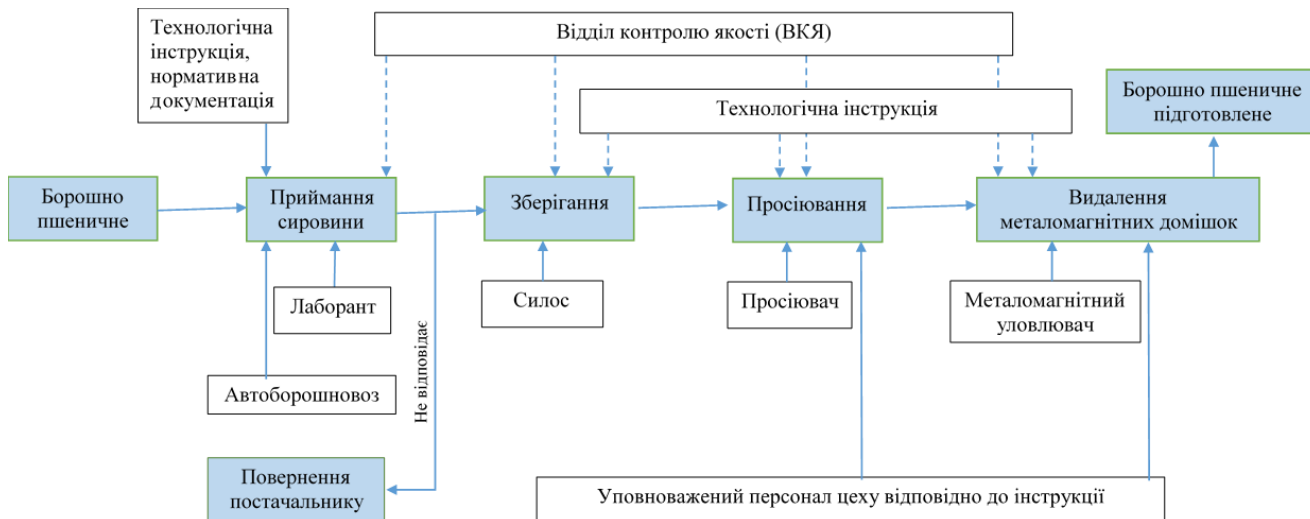 Технологічна
інструкція,
нормативна
документація
Відділ контролю якості (ВКЯ)
Технологічна інструкція
Борошно пшеничне
підготовлене
Борошно
пшеничне
Приймання
сировини
Зберігання
Просіювання
Видалення
металомагнітних домішок
Лаборант
Силос
Просіювач
Металомагнітний
уловлювач
Автоборошновоз
Не відповідає
Повернення
постачальнику
Уповноважений персонал цеху відповідно до інструкції